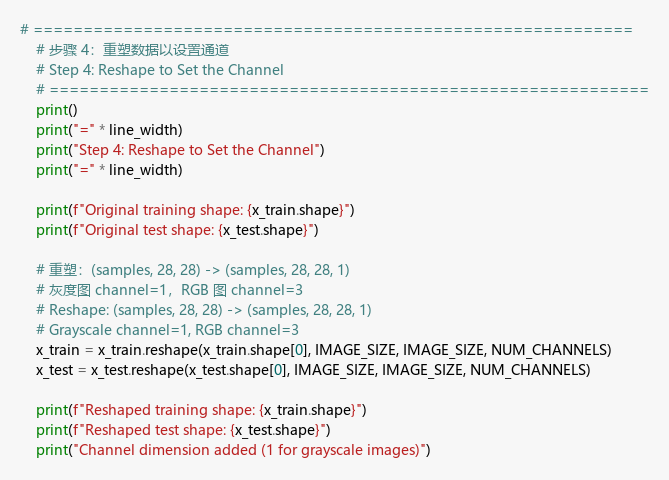 # ============================================================
# 步骤 4：重塑数据以设置通道
# Step 4: Reshape to Set the Channel
# ============================================================
print()
print("=" * line_width)
print("Step 4: Reshape to Set the Channel")
print("=" * line_width)
print(f"Original training shape: {x_train.shape}")
print(f"Original test shape: {x_test.shape}")
# 重塑：(samples, 28, 28) -> (samples, 28, 28, 1)
# 灰度图 channel=1，RGB 图 channel=3
# Reshape: (samples, 28, 28) -> (samples, 28, 28, 1)
# Grayscale channel=1, RGB channel=3
x_train = x_train.reshape(x_train.shape[0], IMAGE_SIZE, IMAGE_SIZE, NUM_CHANNELS)
x_test = x_test.reshape(x_test.shape[0], IMAGE_SIZE, IMAGE_SIZE, NUM_CHANNELS)
print(f"Reshaped training shape: {x_train.shape}")
print(f"Reshaped test shape: {x_test.shape}")
print("Channel dimension added (1 for grayscale images)")